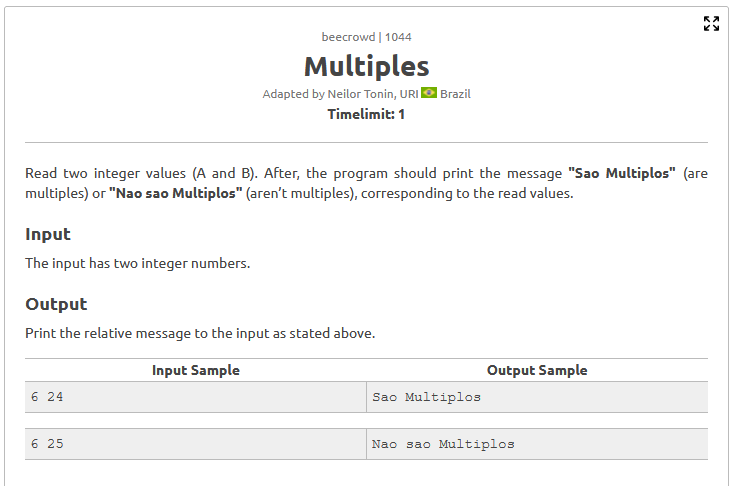 beecrowd | 1044
Multiples
Adapted by Neilor Tonin, URI Brazil
Timelimit: 1
Read two integer values (A and B). After, the program should print the message "Sao Multiplos" (are
multiples) or "Nao sao Multiplos" (aren’t multiples), corresponding to the read values.
Input
The input has two integer numbers.
Output
Print the relative message to the input as stated above.
Input Sample Output Sample
6 24 Sao Multiplos
6 25 Nao sao Multiplos